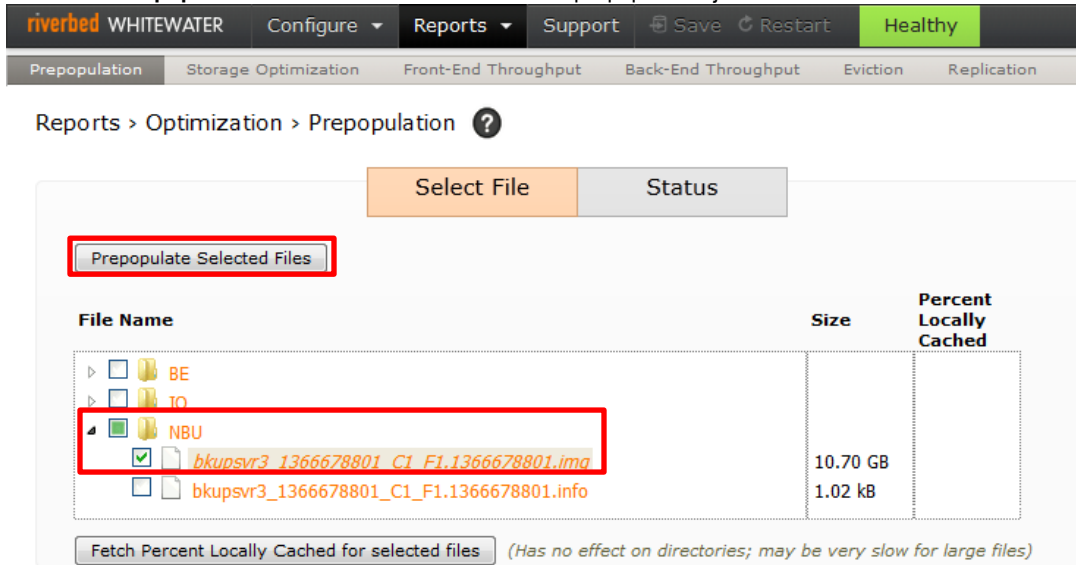 riverbed WHITEWATER Configure Reports Support Save Restart Healthy
Prepopulation Storage Optimization Front-End Throughput Back-End Throughput Eviction Replication
Reports › Optimization › Prepopulation ?
Select File Status
Prepopulate Selected Files
File Name Size Percent Locally Cached
BE
IO
NBU
bkupsvr3_1366678801_C1_F1.1366678801.img 10.70 GB
bkupsvr3_1366678801_C1_F1.1366678801.info 1.02 kB
Fetch Percent Locally Cached for selected files (Has no effect on directories; may be very slow for large files)